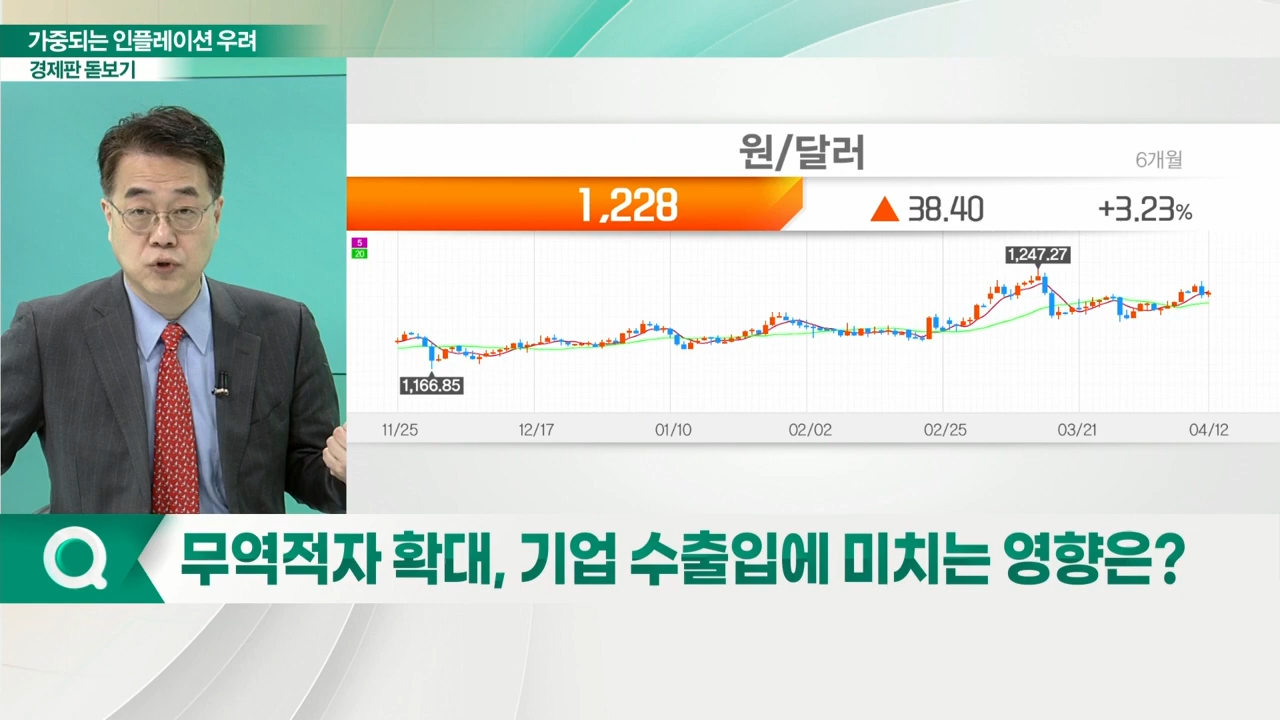 가중되는 인플레이션 우려
경제판 돋보기
원/달러
6개월
1,228
▲ 38.40
+3.23%
5
20
1,247.27
1,166.85
11/25
12/17
01/10
02/02
02/25
03/21
04/12
Q 무역적자 확대, 기업 수출입에 미치는 영향은?